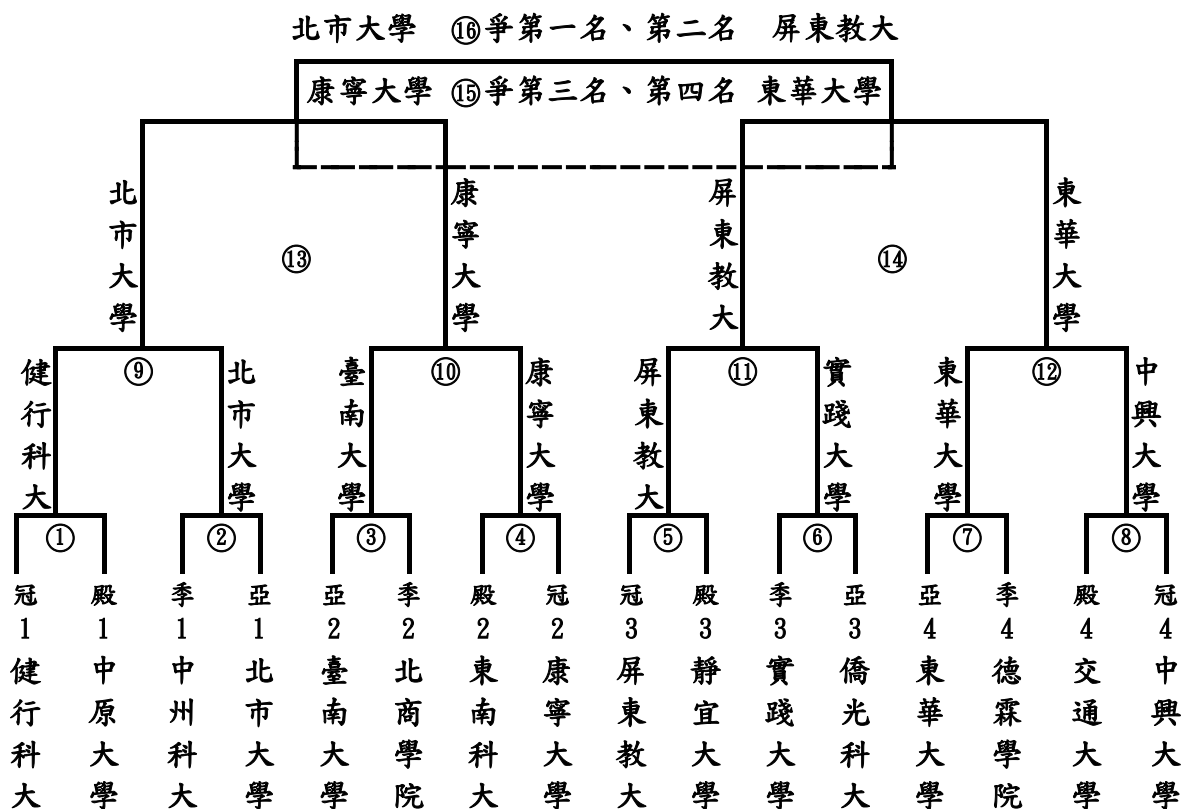 北市大學 ⑯爭第一名、第二名 屏東教大
康寧大學 ⑮爭第三名、第四名 東華大學
北市大學
康寧大學
屏東教大
東華大學
⑬
⑭
健行科大
⑨
北市大學
臺南大學
⑩
康寧大學
屏東教大
⑪
實踐大學
東華大學
⑫
中興大學
① ② ③ ④ ⑤ ⑥ ⑦ ⑧
冠1健行科大
殿1中原大學
季1中州科大
亞1北市大學
亞2臺南大學
季2北商學院
殿2東南科大
冠2康寧大學
冠3屏東教大
殿3靜宜大學
季3實踐大學
亞3僑光科大
亞4東華大學
季4德霖學院
殿4交通大學
冠4中興大學